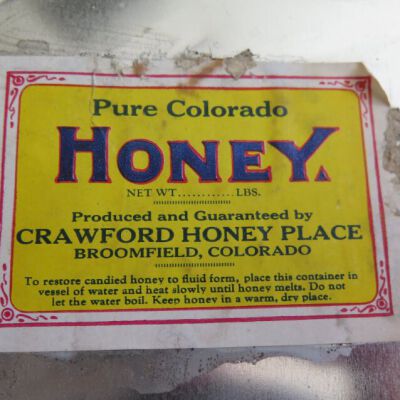 Pure Colorado
HONEY.
NET WT............LBS.
Produced and Guaranteed by
CRAWFORD HONEY PLACE
BROOMFIELD, COLORADO
To restore candied honey to fluid form, place this container in
vessel of water and heat slowly until honey melts. Do not
let the water boil. Keep honey in a warm, dry place.